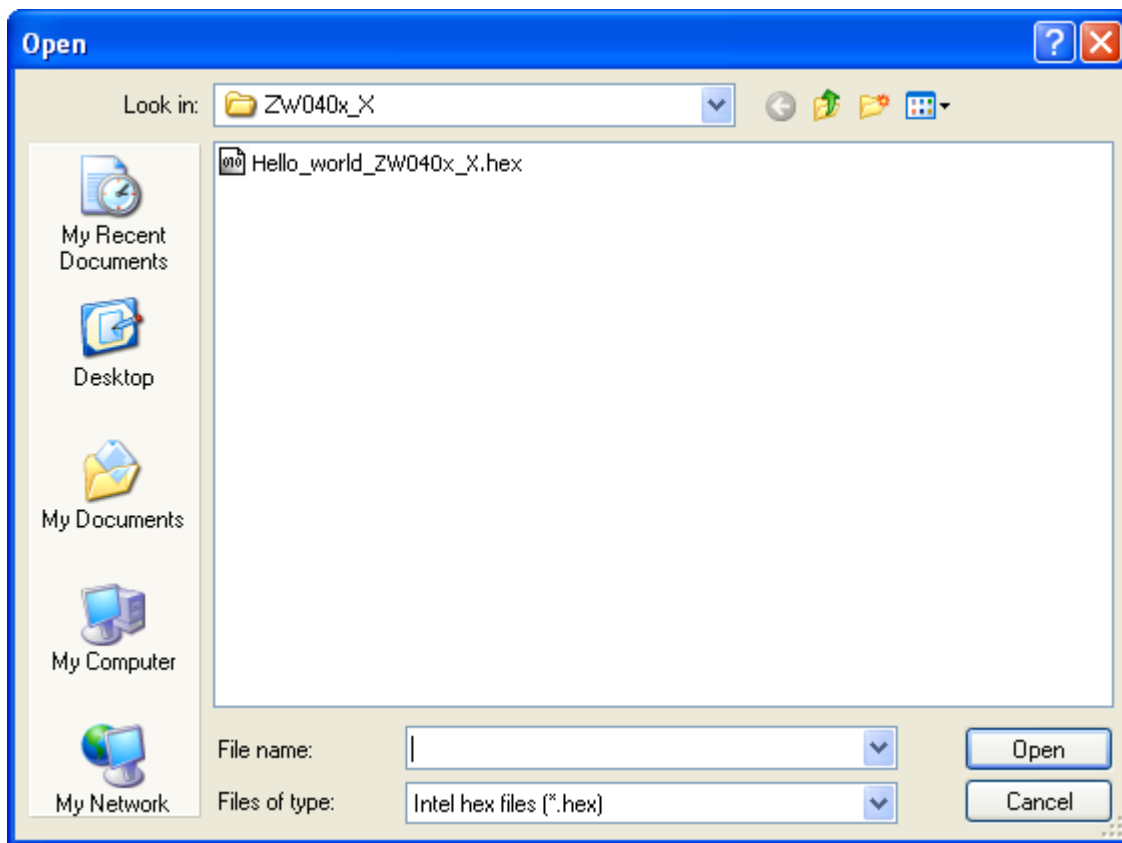 Open
Look in: ZW040x_X
Hello_world_ZW040x_X.hex
My Recent
Documents
Desktop
My Documents
My Computer
My Network
File name:
Open
Files of type: Intel hex files (*.hex)
Cancel